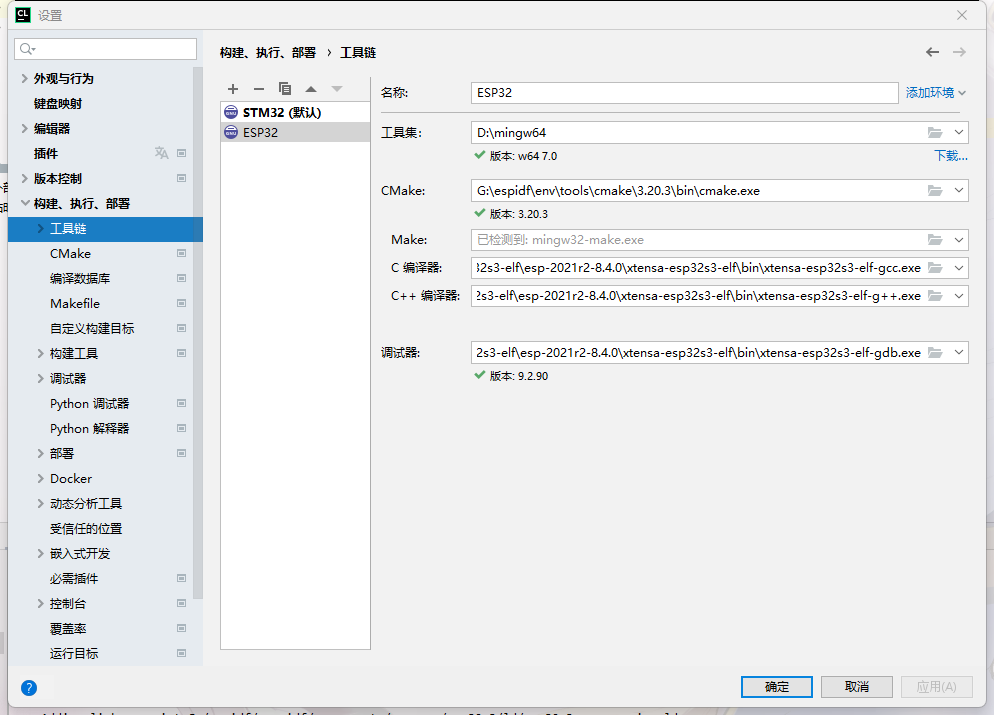 CL 设置
构建、执行、部署 › 工具链
外观与行为
键盘映射
编辑器
插件
版本控制
构建、执行、部署
工具链
CMake
编译数据库
Makefile
自定义构建目标
构建工具
调试器
Python 调试器
Python 解释器
部署
Docker
动态分析工具
受信任的位置
嵌入式开发
必需插件
控制台
覆盖率
运行目标
STM32 (默认)
ESP32
名称: ESP32 添加环境
工具集: D:\mingw64
版本: w64 7.0 下载...
CMake: G:\espidf\env\tools\cmake\3.20.3\bin\cmake.exe
版本: 3.20.3
Make: 已检测到: mingw32-make.exe
C 编译器: 32s3-elf\esp-2021r2-8.4.0\xtensa-esp32s3-elf\bin\xtensa-esp32s3-elf-gcc.exe
C++ 编译器: 2s3-elf\esp-2021r2-8.4.0\xtensa-esp32s3-elf\bin\xtensa-esp32s3-elf-g++.exe
调试器: 2s3-elf\esp-2021r2-8.4.0\xtensa-esp32s3-elf\bin\xtensa-esp32s3-elf-gdb.exe
版本: 9.2.90
? 确定 取消 应用(A)